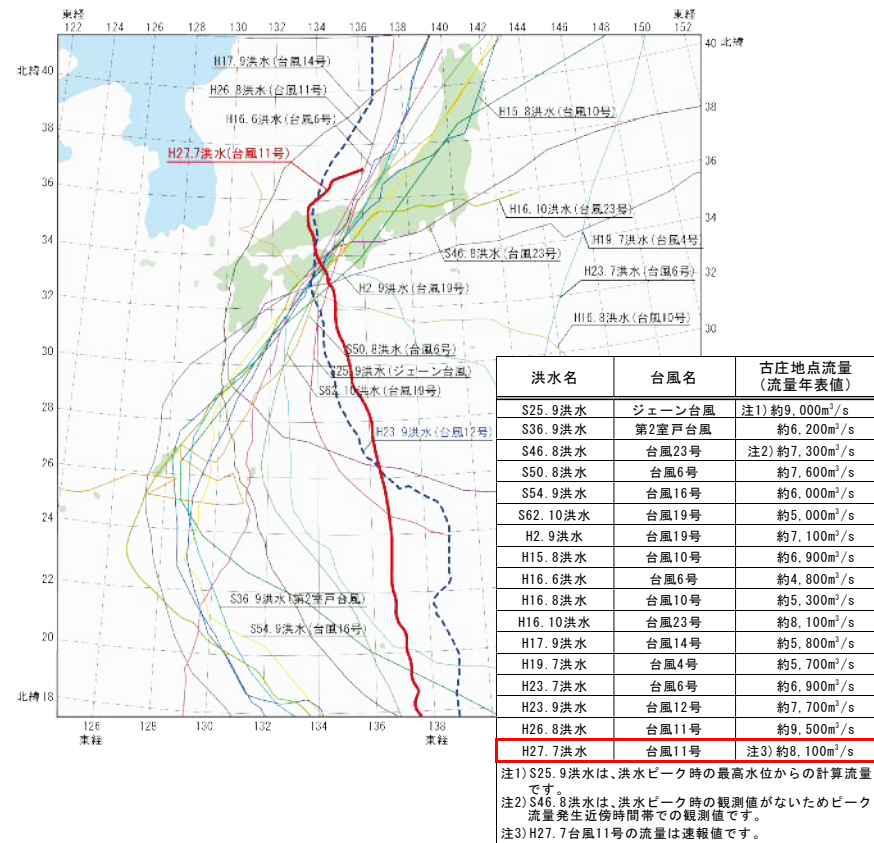 東経
東経
122 124 126 128 130 132 134 136 138 140 142 144 146 148 150 152
40 北緯
北緯 40
38
36
34
32
30
28
26
24
22
20
北緯 18
38
36
34
32
30
126 128 130 132 134 136 138
東経
東経
H17.9洪水(台風14号)
H26.8洪水(台風11号)
H16.6洪水(台風6号)
H27.7洪水(台風11号)
H15.8洪水(台風10号)
H16.10洪水(台風23号)
H19.7洪水(台風4号)
S46.8洪水(台風23号)
H23.7洪水(台風6号)
H2.9洪水(台風19号)
H16.8洪水(台風10号)
S50.8洪水(台風6号)
S25.9洪水(ジェーン台風)
S62.10洪水(台風19号)
H23.9洪水(台風12号)
S36.9洪水(第2室戸台風)
S54.9洪水(台風16号)
洪水名 台風名 古庄地点流量
(流量年表値)
S25.9洪水 ジェーン台風 注1)約9,000m³/s
S36.9洪水 第2室戸台風 約6,200m³/s
S46.8洪水 台風23号 注2)約7,300m³/s
S50.8洪水 台風6号 約7,600m³/s
S54.9洪水 台風16号 約6,000m³/s
S62.10洪水 台風19号 約5,000m³/s
H2.9洪水 台風19号 約7,100m³/s
H15.8洪水 台風10号 約6,900m³/s
H16.6洪水 台風6号 約4,800m³/s
H16.8洪水 台風10号 約5,300m³/s
H16.10洪水 台風23号 約8,100m³/s
H17.9洪水 台風14号 約5,800m³/s
H19.7洪水 台風4号 約5,700m³/s
H23.7洪水 台風6号 約6,900m³/s
H23.9洪水 台風12号 約7,700m³/s
H26.8洪水 台風11号 約9,500m³/s
H27.7洪水 台風11号 注3)約8,100m³/s
注1)S25.9洪水は、洪水ピーク時の最高水位からの計算流量
です。
注2)S46.8洪水は、洪水ピーク時の観測値がないためピーク
流量発生近傍時間帯での観測値です。
注3)H27.7台風11号の流量は速報値です。